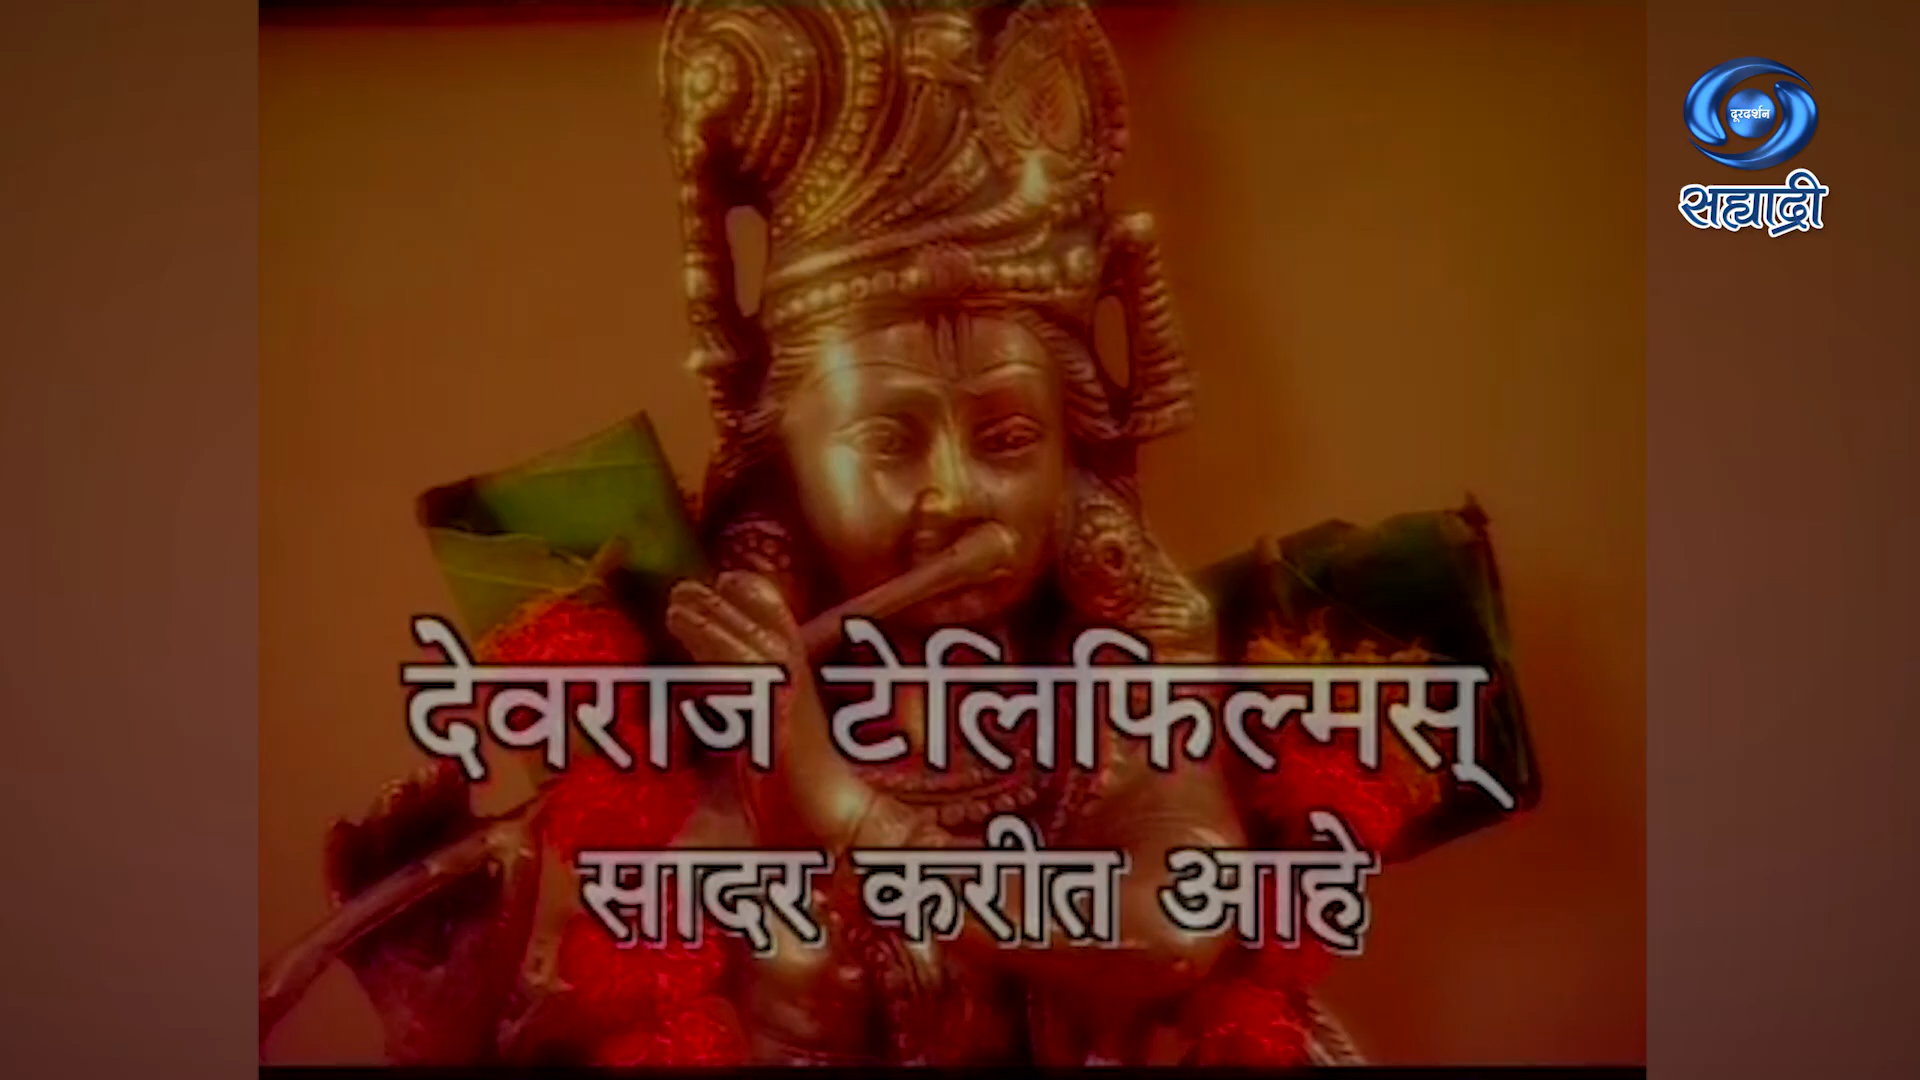 दूरदर्शन
सह्याद्री
देवराज टेलिफिल्मस्
सादर करीत आहे